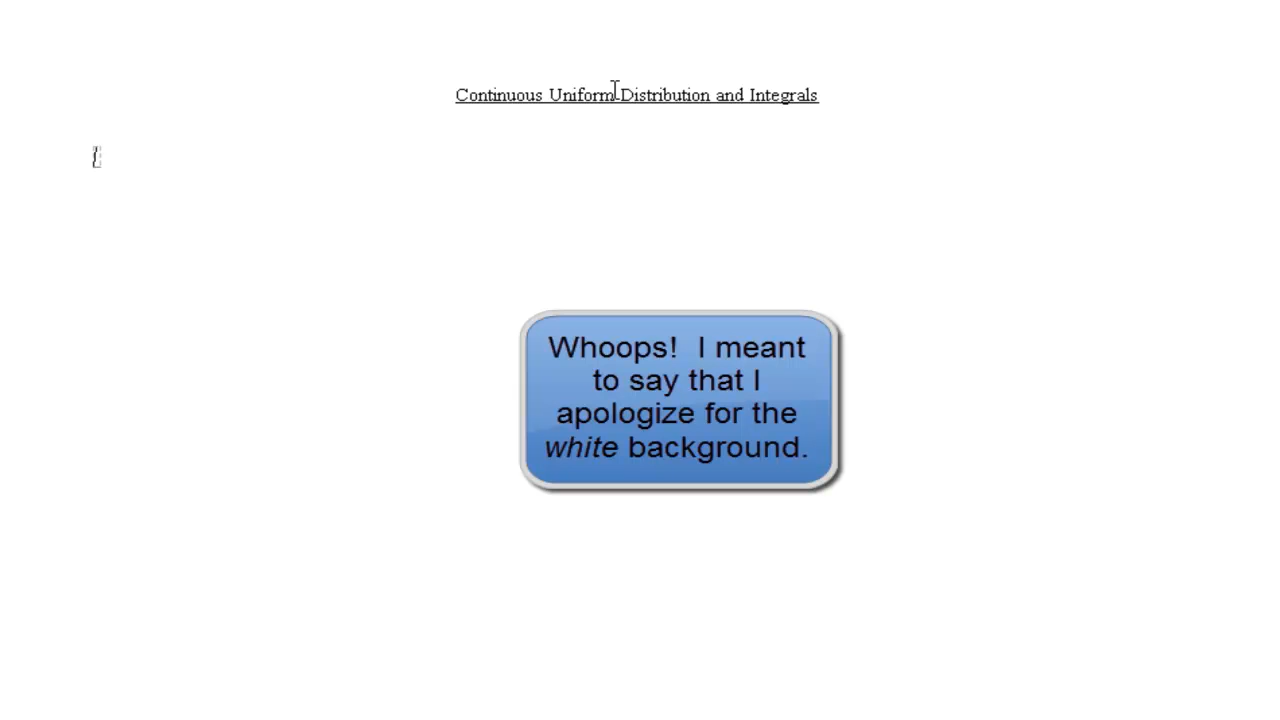 Continuous Uniform Distribution and Integrals
Whoops!  I meant
to say that I
apologize for the
white background.